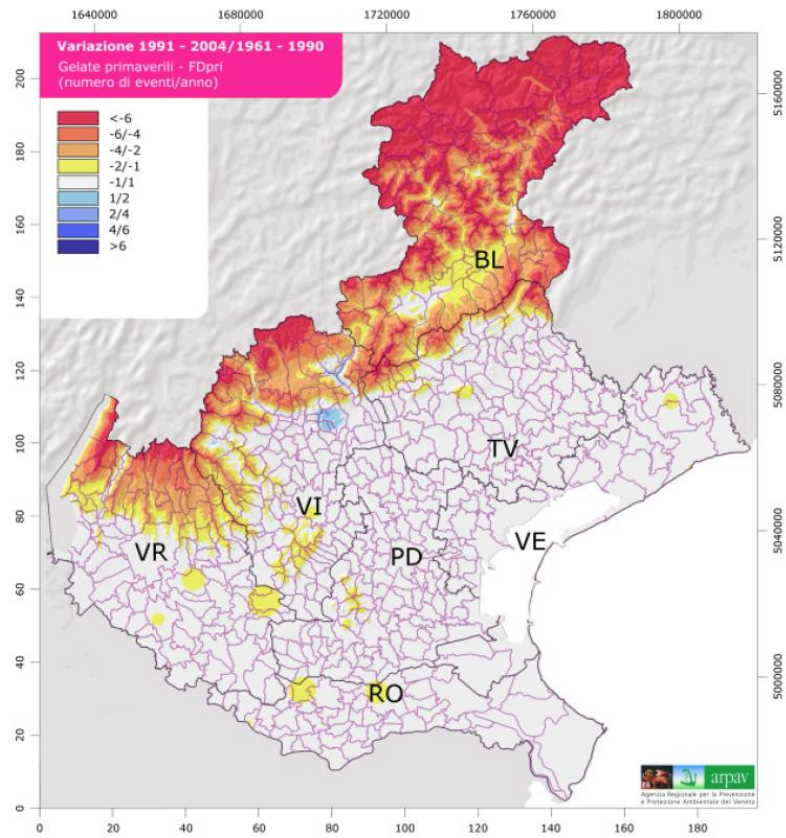 1640000 1680000 1720000 1760000 1800000
Variazione 1991 - 2004/1961 - 1990
Gelate primaverili - FDpri
(numero di eventi/anno)
<-6
-6/-4
-4/-2
-2/-1
-1/1
1/2
2/4
4/6
>6
200
180
160
140
120
100
80
60
40
20
0
5160000
5120000
5080000
5040000
5000000
BL
TV
VI
VR
PD
VE
RO
arpav
Agenzia Regionale per la Prevenzione
e Protezione Ambientale del Veneto
0 20 40 60 80 100 120 140 160 180